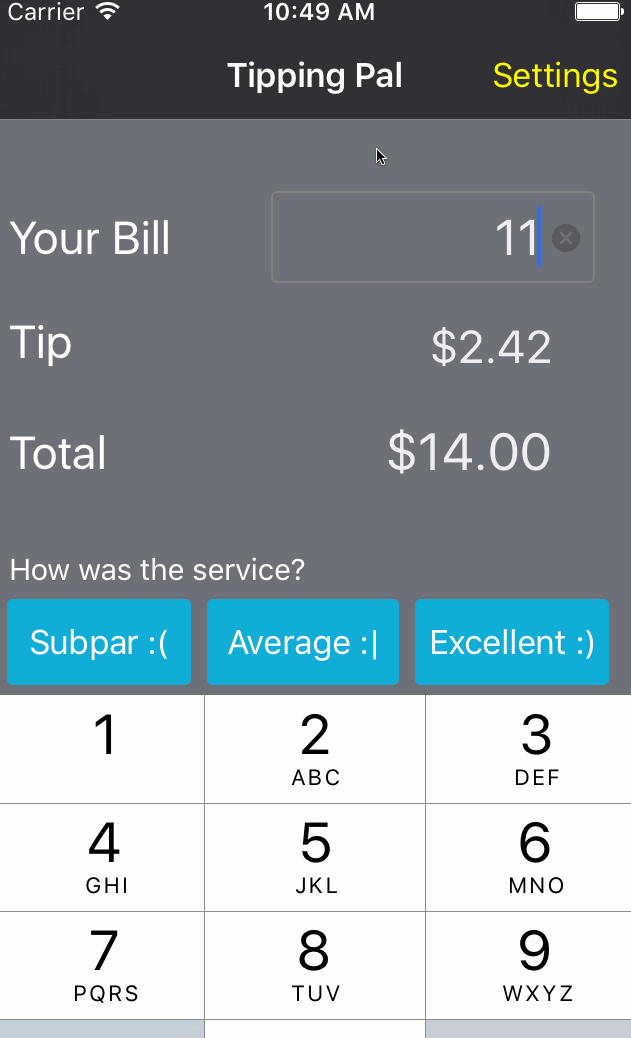 Carrier 10:49 AM
Tipping Pal Settings
Your Bill 11
Tip $2.42
Total $14.00
How was the service?
Subpar :( Average :| Excellent :)
1 2 3
ABC DEF
4 5 6
GHI JKL MNO
7 8 9
PQRS TUV WXYZ